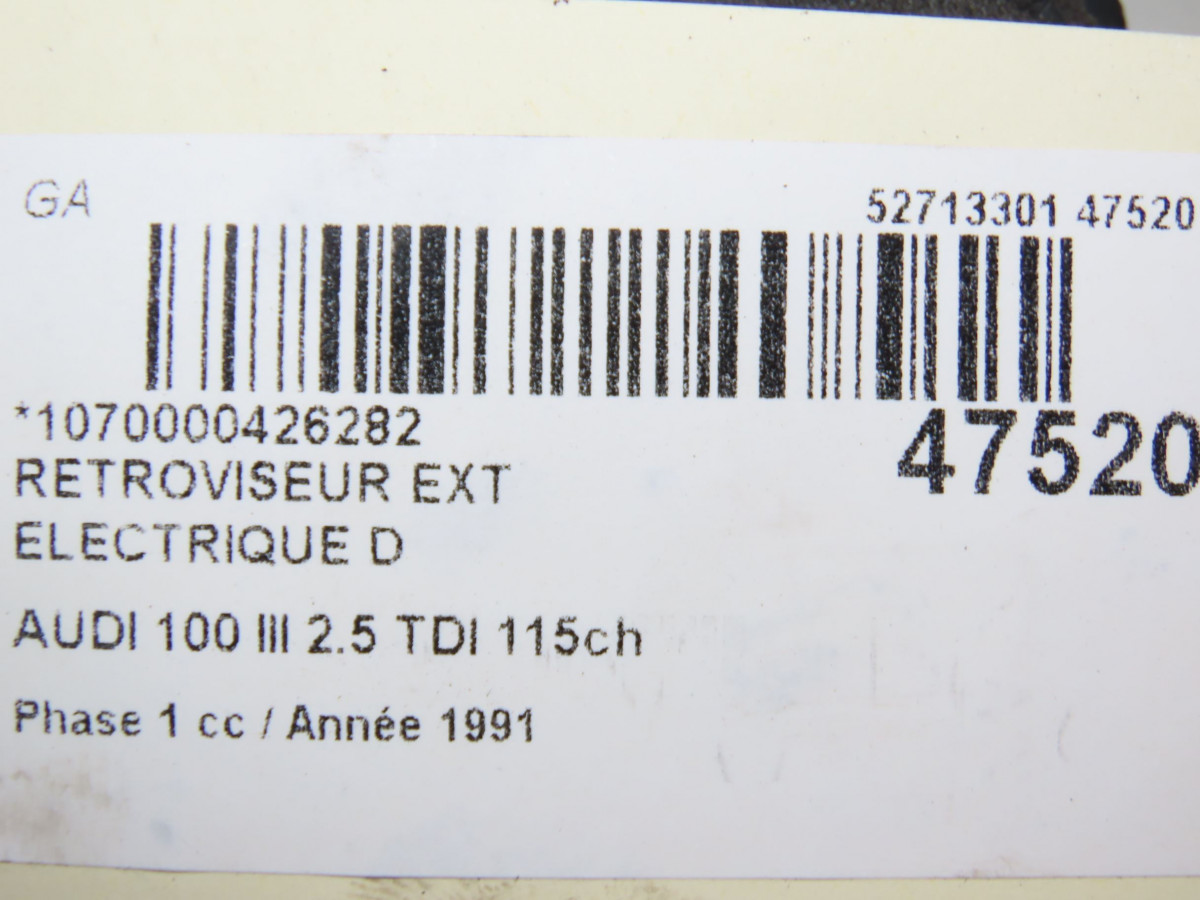 GA
52713301 47520
*1070000426282
47520
RETROVISEUR EXT
ELECTRIQUE D
AUDI 100 III 2.5 TDI 115ch
Phase 1 cc / Année 1991